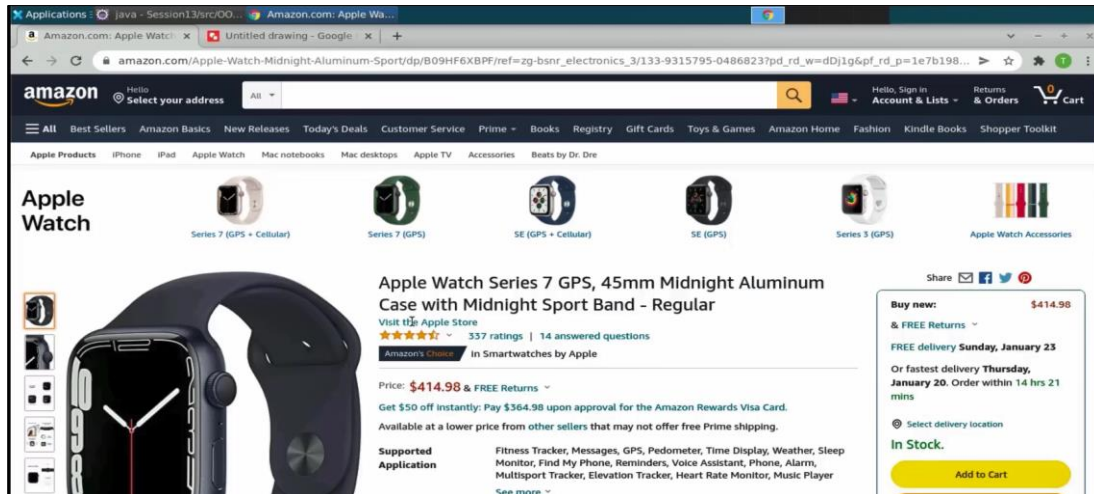 Applications : java - Session13/src/OO... Amazon.com: Apple Wa...
Amazon.com: Apple Watch Untitled drawing - Google
amazon.com/Apple-Watch-Midnight-Aluminum-Sport/dp/B09HF6XBPF/ref=zg-bsnr_electronics_3/133-9315795-0486823?pd_rd_w=dDj1g&pf_rd_p=1e7b198...
amazon
Hello
Select your address
All
Hello, Sign in
Account & Lists
Returns
& Orders
0
Cart
All Best Sellers Amazon Basics New Releases Today's Deals Customer Service Prime Books Registry Gift Cards Toys & Games Amazon Home Fashion Kindle Books Shopper Toolkit
Apple Products iPhone iPad Apple Watch Mac notebooks Mac desktops Apple TV Accessories Beats by Dr. Dre
Apple
Watch
Series 7 (GPS + Cellular) Series 7 (GPS) SE (GPS + Cellular) SE (GPS) Series 3 (GPS) Apple Watch Accessories
Apple Watch Series 7 GPS, 45mm Midnight Aluminum
Case with Midnight Sport Band - Regular
Visit the Apple Store
337 ratings | 14 answered questions
Amazon's Choice in Smartwatches by Apple
Price: $414.98 & FREE Returns
Get $50 off instantly: Pay $364.98 upon approval for the Amazon Rewards Visa Card.
Available at a lower price from other sellers that may not offer free Prime shipping.
Supported
Application
Fitness Tracker, Messages, GPS, Pedometer, Time Display, Weather, Sleep
Monitor, Find My Phone, Reminders, Voice Assistant, Phone, Alarm,
Multisport Tracker, Elevation Tracker, Heart Rate Monitor, Music Player
See more
Share
Buy new: $414.98
& FREE Returns
FREE delivery Sunday, January 23
Or fastest delivery Thursday,
January 20. Order within 14 hrs 21
mins
Select delivery location
In Stock.
Add to Cart